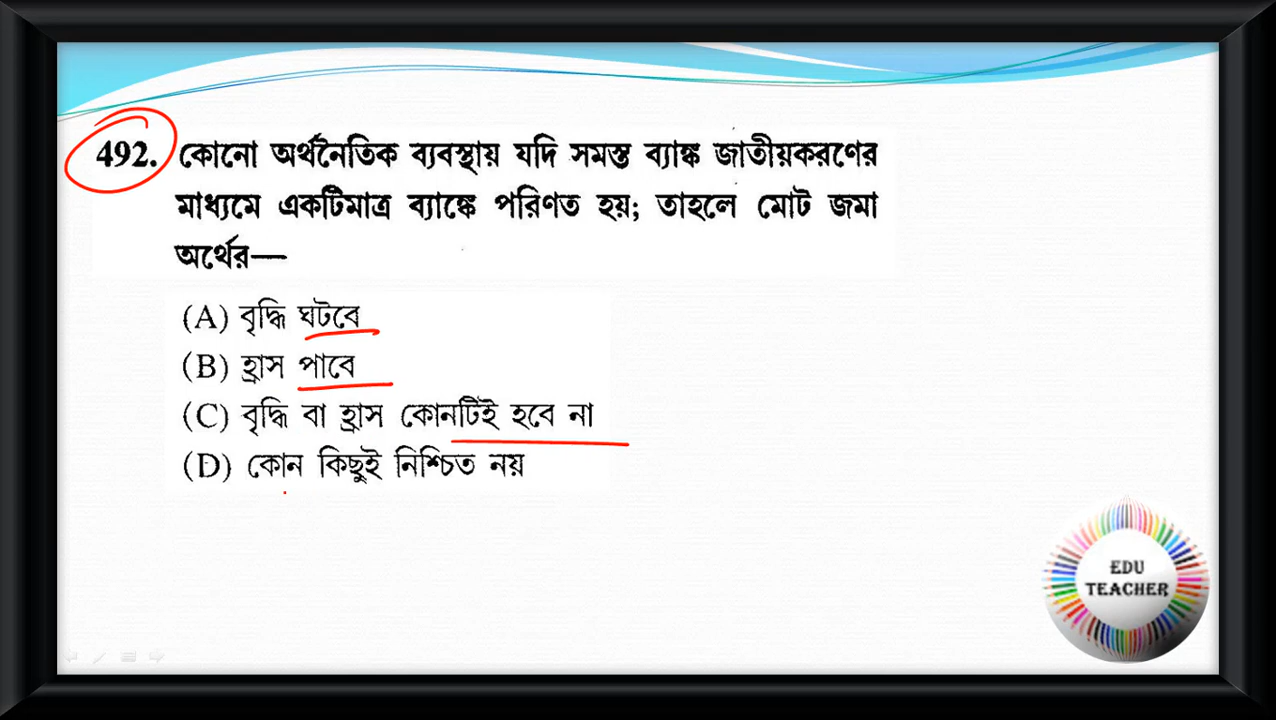 492. কোনো অর্থনৈতিক ব্যবস্থায় যদি সমস্ত ব্যাঙ্ক জাতীয়করণের
মাধ্যমে একটিমাত্র ব্যাঙ্কে পরিণত হয়; তাহলে মোট জমা
অর্থের—
(A) বৃদ্ধি ঘটবে
(B) হ্রাস পাবে
(C) বৃদ্ধি বা হ্রাস কোনটিই হবে না
(D) কোন কিছুই নিশ্চিত নয়
EDU
TEACHER